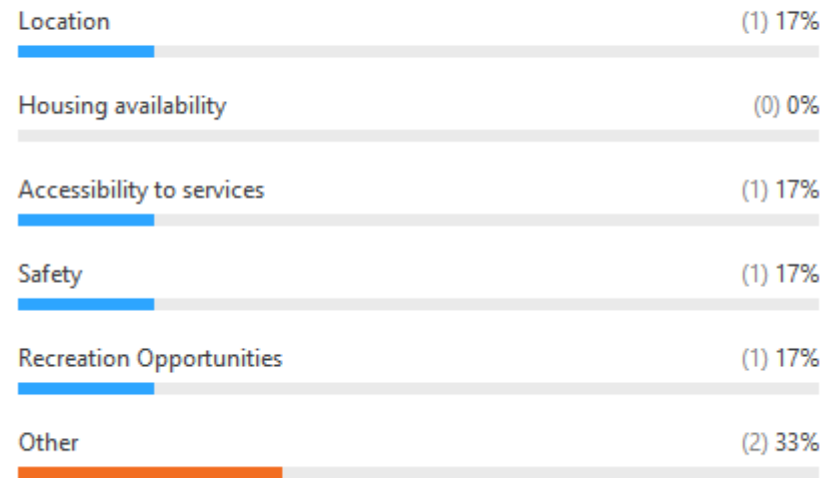 Location (1) 17%
Housing availability (0) 0%
Accessibility to services (1) 17%
Safety (1) 17%
Recreation Opportunities (1) 17%
Other (2) 33%